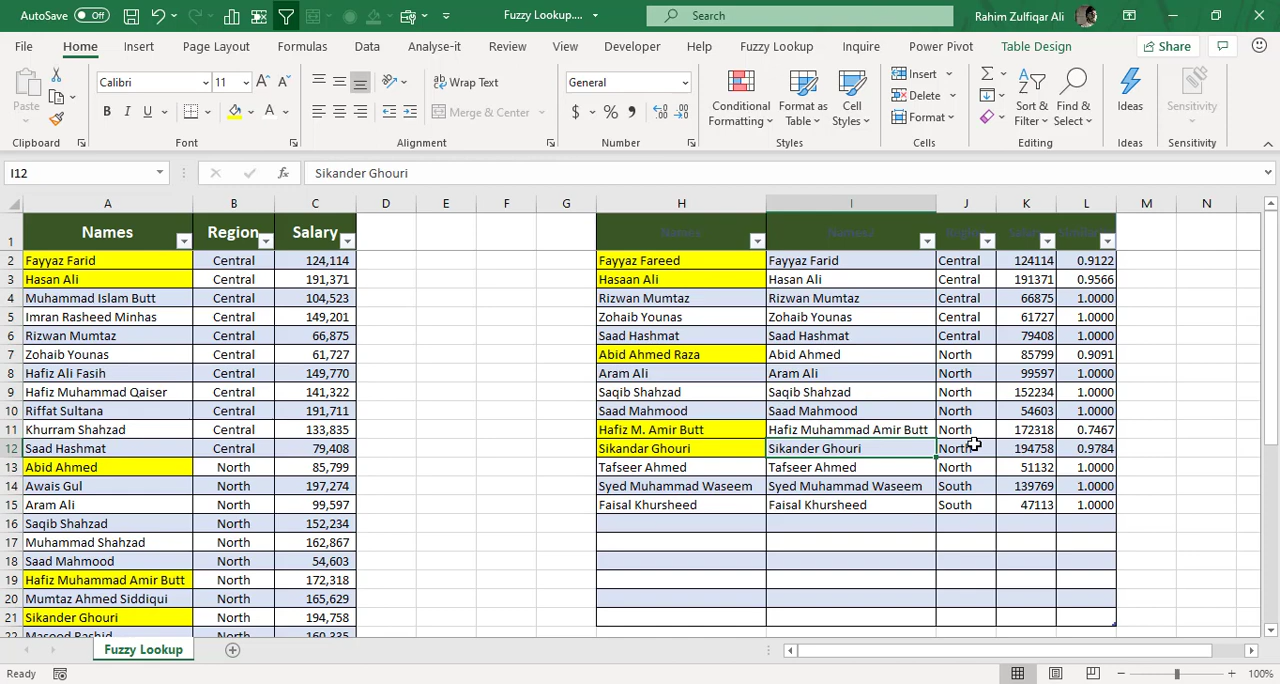 AutoSave Off Fuzzy Lookup.... Search Rahim Zulfiqar Ali
File Home Insert Page Layout Formulas Data Analyse-it Review View Developer Help Fuzzy Lookup Inquire Power Pivot Table Design Share
Calibri 11 Wrap Text General Insert
Paste B I U Merge & Center $ % , Conditional Formatting Format as Table Cell Styles Delete Format Sort & Filter Find & Select Ideas Sensitivity
Clipboard Font Alignment Number Styles Cells Editing Ideas Sensitivity
I12 fx Sikander Ghouri
A B C D E F G H I J K L M N
1 Names Region Salary Names Names2
2 Fayyaz Farid Central 124,114 Fayyaz Fareed Fayyaz Farid Central 124114 0.9122
3 Hasan Ali Central 191,371 Hasaan Ali Hasan Ali Central 191371 0.9566
4 Muhammad Islam Butt Central 104,523 Rizwan Mumtaz Rizwan Mumtaz Central 66875 1.0000
5 Imran Rasheed Minhas Central 149,201 Zohaib Younas Zohaib Younas Central 61727 1.0000
6 Rizwan Mumtaz Central 66,875 Saad Hashmat Saad Hashmat Central 79408 1.0000
7 Zohaib Younas Central 61,727 Abid Ahmed Raza Abid Ahmed North 85799 0.9091
8 Hafiz Ali Fasih Central 149,770 Aram Ali Aram Ali North 99597 1.0000
9 Hafiz Muhammad Qaiser Central 141,322 Saqib Shahzad Saqib Shahzad North 152234 1.0000
10 Riffat Sultana Central 191,711 Saad Mahmood Saad Mahmood North 54603 1.0000
11 Khurram Shahzad Central 133,818 Hafiz M. Amir Butt Hafiz Muhammad Amir Butt North 172318 0.7467
12 Saad Hashmat Central 79,408 Sikandar Ghouri Sikander Ghouri North 194758 0.9784
13 Abid Ahmed North 85,799 Tafseer Ahmed Tafseer Ahmed North 51132 1.0000
14 Awais Gul North 197,274 Syed Muhammad Waseem Syed Muhammad Waseem South 139769 1.0000
15 Aram Ali North 99,597 Faisal Khursheed Faisal Khursheed South 47113 1.0000
16 Saqib Shahzad North 152,234
17 Muhammad Shahzad North 162,867
18 Saad Mahmood North 54,603
19 Hafiz Muhammad Amir Butt North 172,318
20 Mumtaz Ahmed Siddiqui North 165,629
21 Sikander Ghouri North 194,758
22 Masood Rashid North 160,335
Fuzzy Lookup
Ready 100%